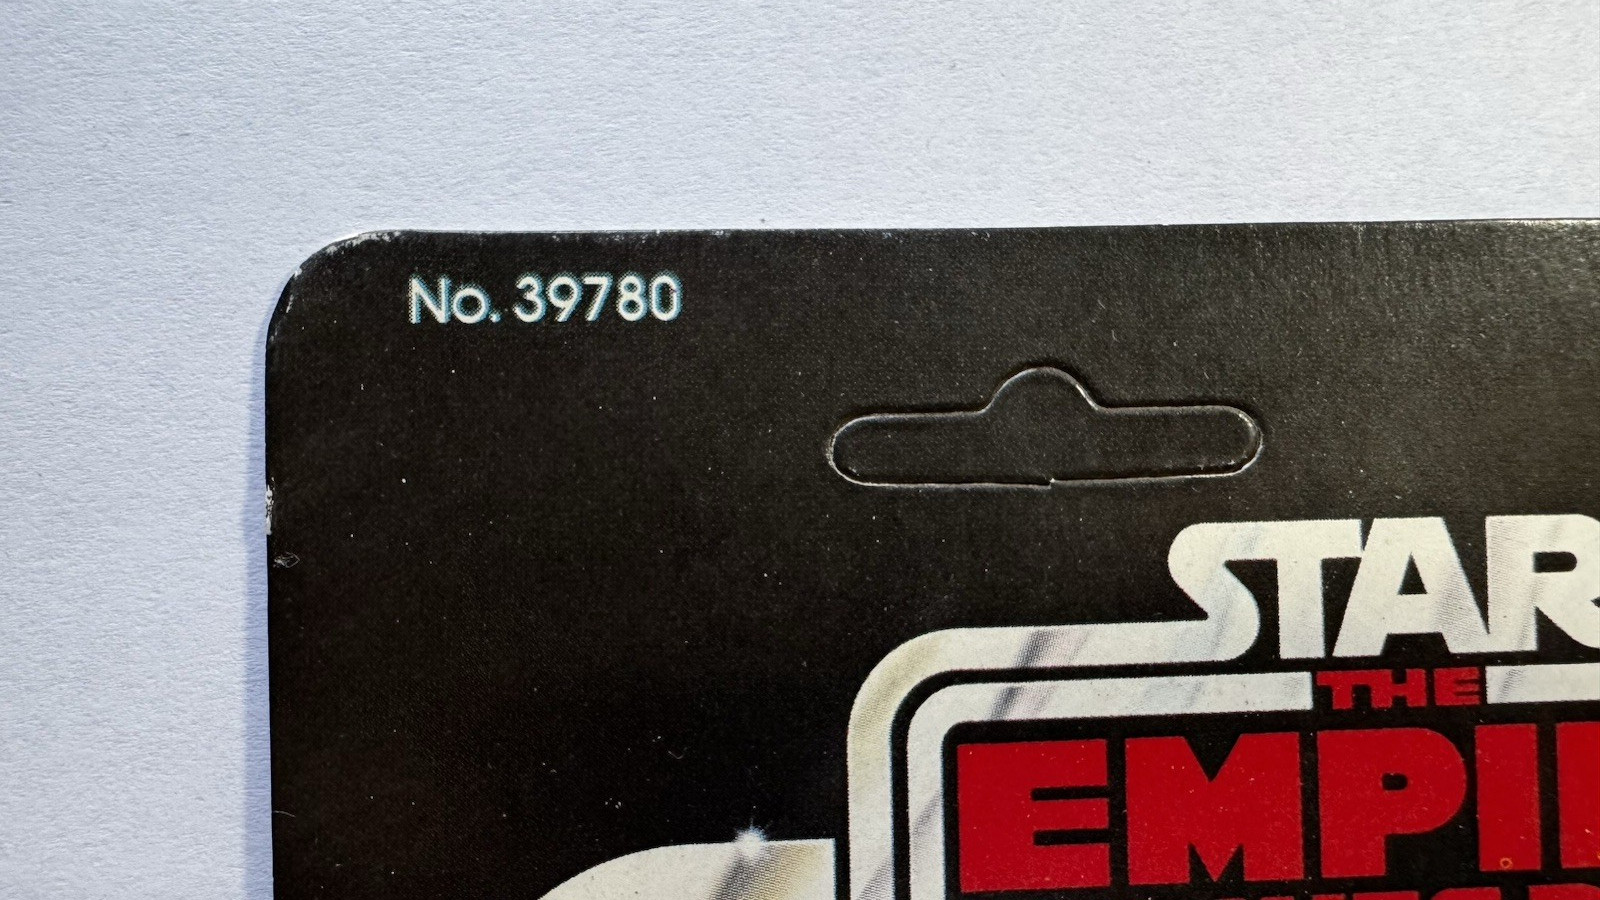 No. 39780
STAR
THE
EMPI